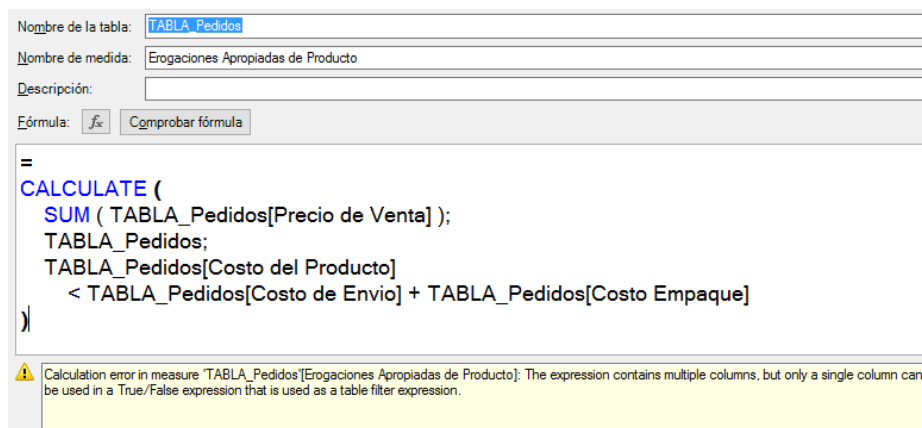 Nombre de la tabla: TABLA_Pedidos
Nombre de medida: Erogaciones Apropiadas de Producto
Descripción:
Fórmula: fx Comprobar fórmula
=
CALCULATE (
SUM ( TABLA_Pedidos[Precio de Venta] );
TABLA_Pedidos;
TABLA_Pedidos[Costo del Producto]
< TABLA_Pedidos[Costo de Envio] + TABLA_Pedidos[Costo Empaque]
)
Calculation error in measure 'TABLA_Pedidos'[Erogaciones Apropiadas de Producto]: The expression contains multiple columns, but only a single column can
be used in a True/False expression that is used as a table filter expression.